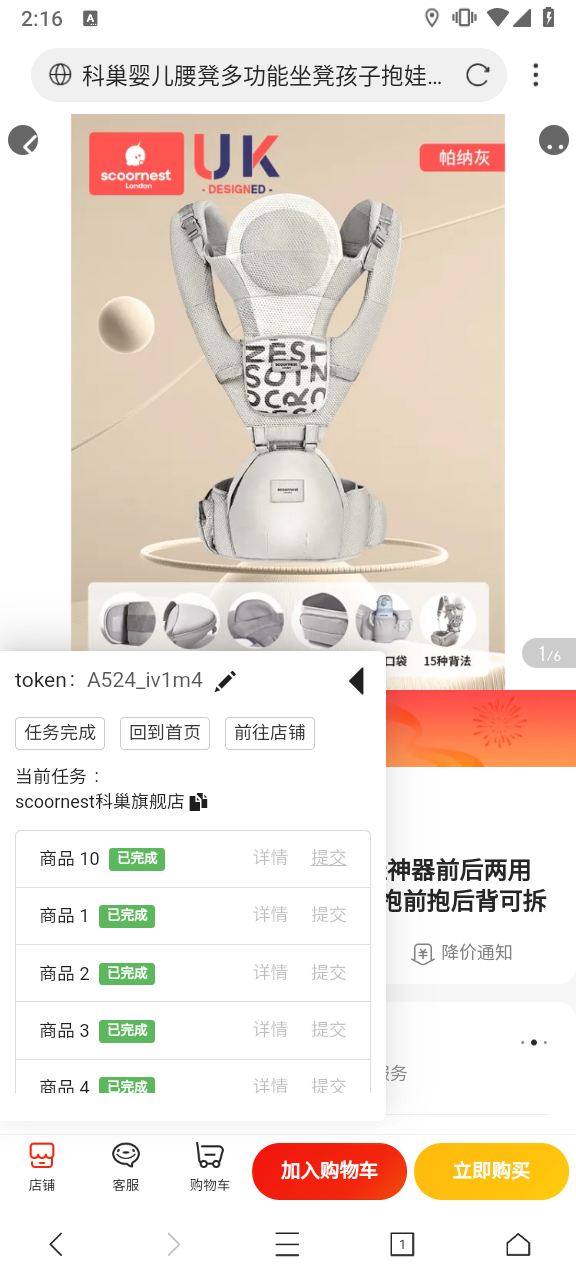 2:16
A
科巢婴儿腰凳多功能坐凳孩子抱娃...
scoornest
London
UK
- DESIGNED -
帕纳灰
NEST
scoornest
scoornest
口袋
15种背法
1/6
token: A524_iv1m4
任务完成
回到首页
前往店铺
当前任务：
scoornest科巢旗舰店
商品 10 已完成 详情 提交
商品 1 已完成 详情 提交
商品 2 已完成 详情 提交
商品 3 已完成 详情 提交
商品 4 已完成 详情 提交
神器前后两用
抱前抱后背可拆
降价通知
服务
店铺
客服
购物车
加入购物车
立即购买
1